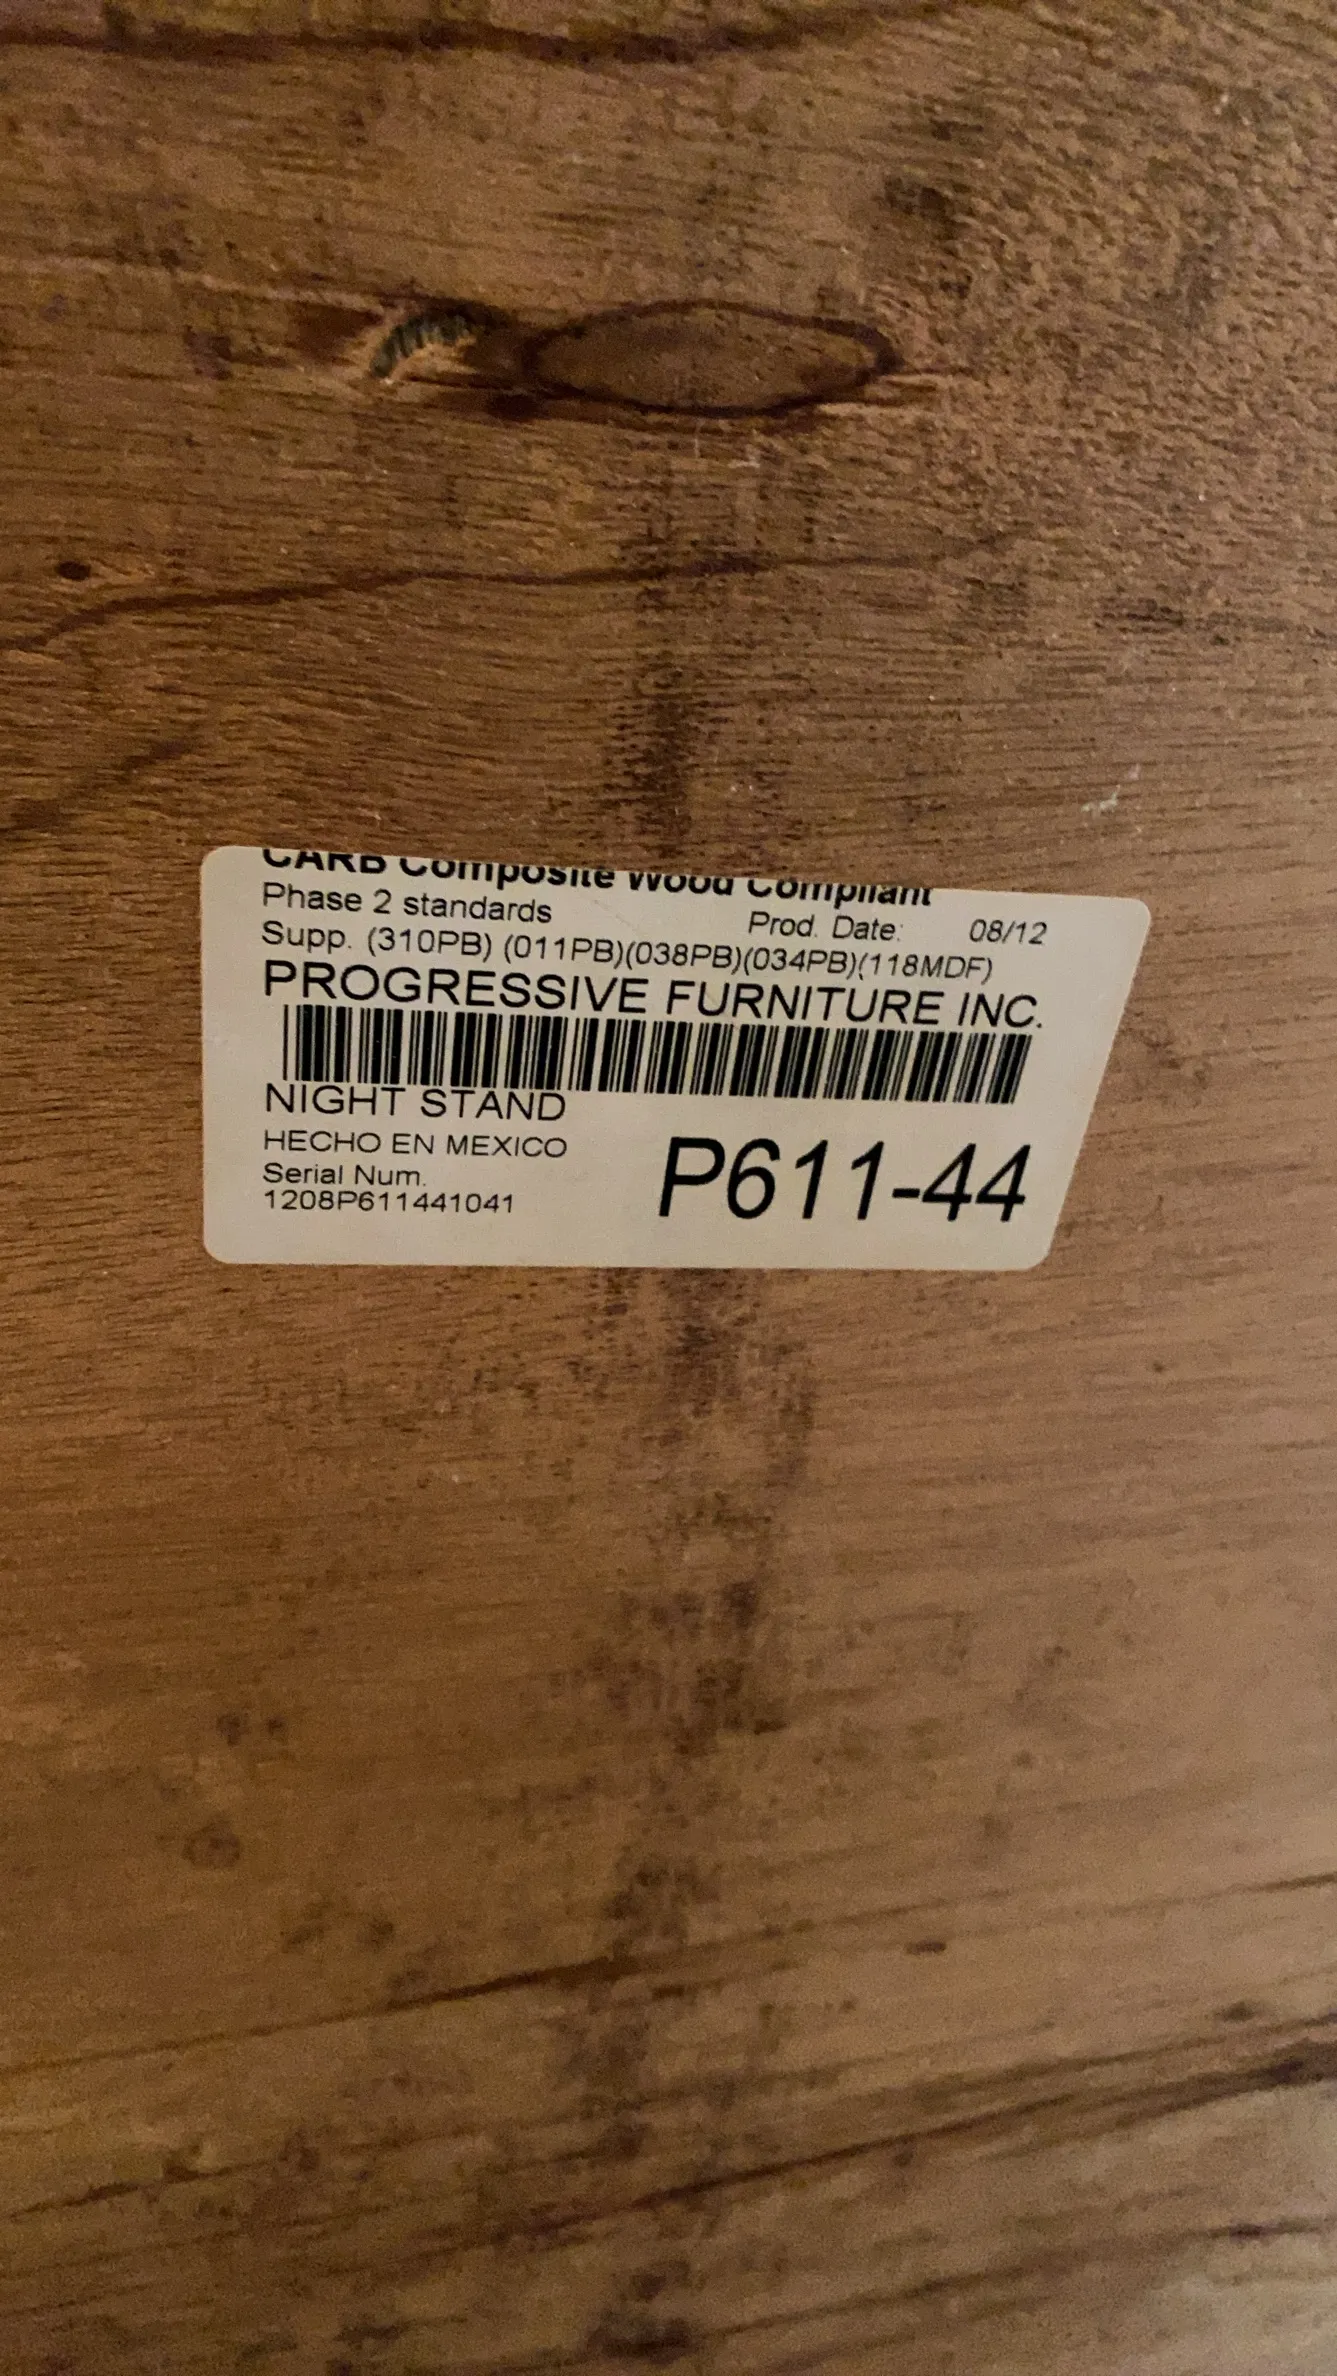 CARB Composite Wood Compliant
Phase 2 standards Prod. Date: 08/12
Supp. (310PB) (011PB)(038PB)(034PB)(118MDF)
PROGRESSIVE FURNITURE INC.
NIGHT STAND
HECHO EN MEXICO
Serial Num.
1208P611441041
P611-44